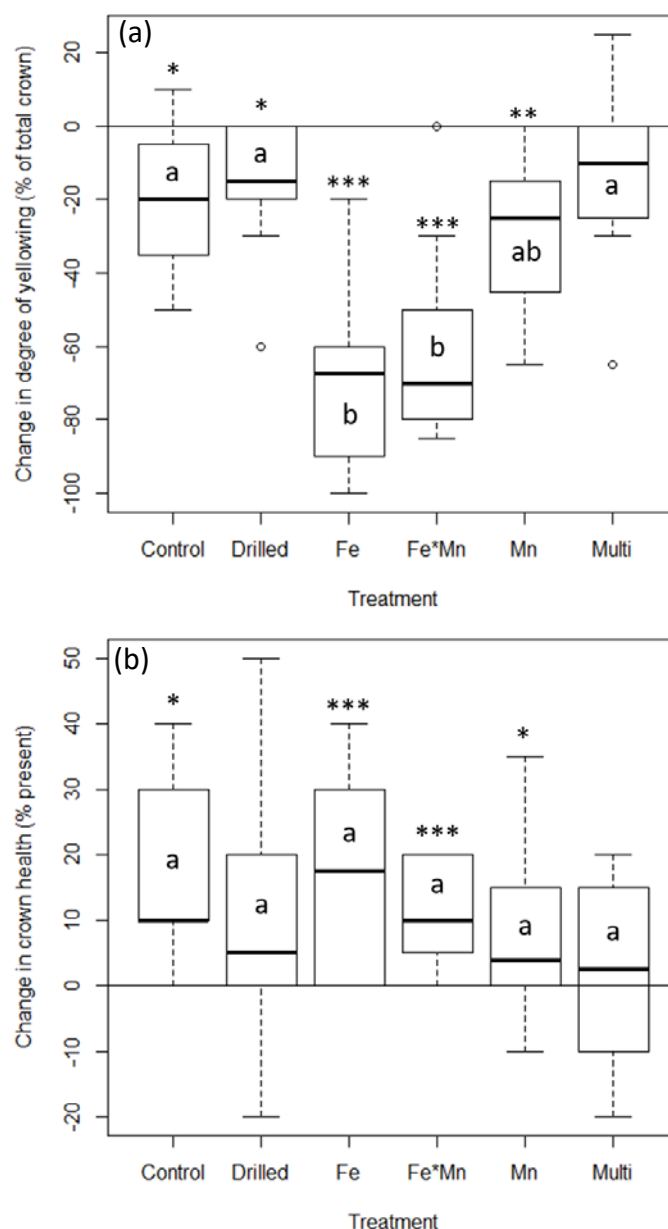 (a)
Change in degree of yellowing (% of total crown)
20
0
-20
-40
-60
-80
-100
* * *** *** **
a a b b ab a
Control Drilled Fe Fe*Mn Mn Multi
Treatment
(b)
Change in crown health (% present)
50
40
30
20
10
0
-10
-20
* *** *** *
a a a a a a
Control Drilled Fe Fe*Mn Mn Multi
Treatment